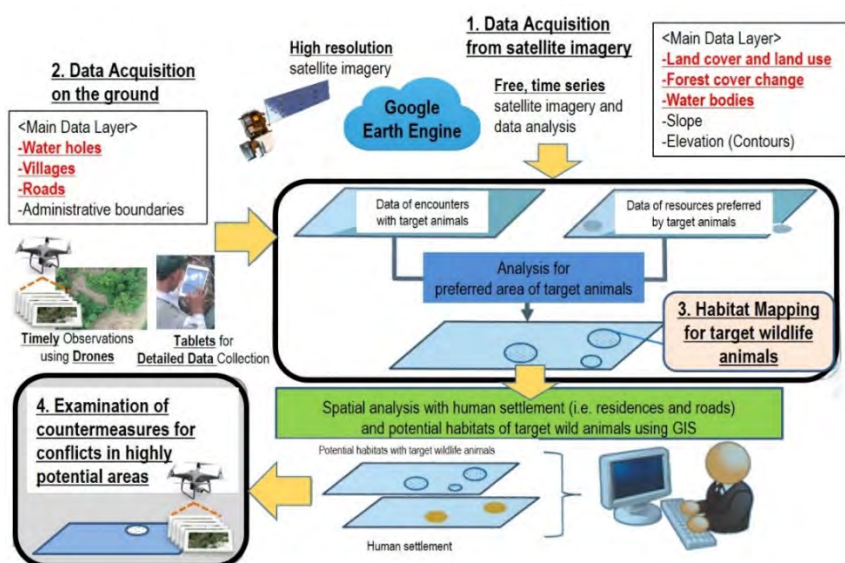 1. Data Acquisition
from satellite imagery
High resolution
satellite imagery
Google
Earth Engine
Free, time series
satellite imagery and
data analysis
<Main Data Layer>
-Land cover and land use
-Forest cover change
-Water bodies
-Slope
-Elevation (Contours)
2. Data Acquisition
on the ground
<Main Data Layer>
-Water holes
-Villages
-Roads
-Administrative boundaries
Timely Observations
using Drones
Tablets for
Detailed Data Collection
Data of encounters
with target animals
Data of resources preferred
by target animals
Analysis for
preferred area of target animals
3. Habitat Mapping
for target wildlife
animals
Spatial analysis with human settlement (i.e. residences and roads)
and potential habitats of target wild animals using GIS
Potential habitats with target wildlife animals
Human settlement
4. Examination of
countermeasures for
conflicts in highly
potential areas